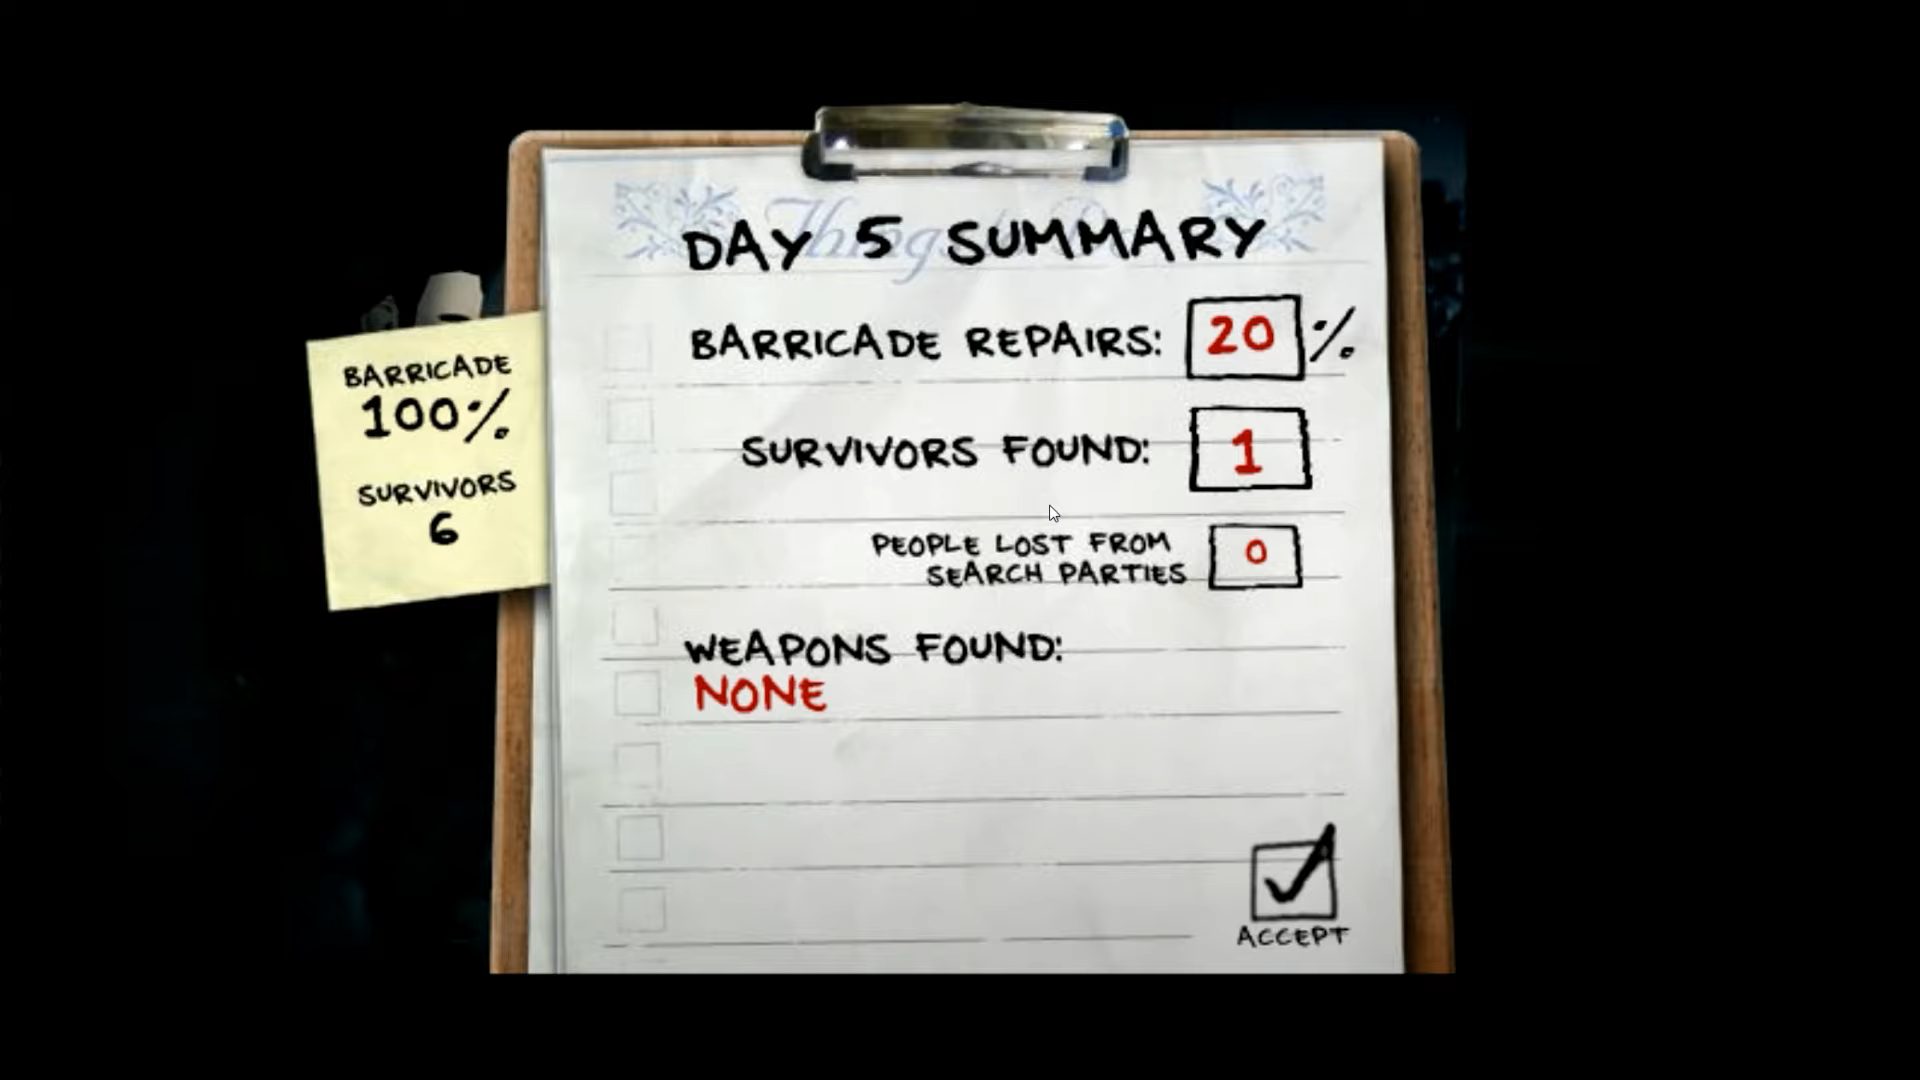 DAY 5 SUMMARY
BARRICADE REPAIRS: 20 %
SURVIVORS FOUND: 1
PEOPLE LOST FROM
SEARCH PARTIES 0
WEAPONS FOUND:
NONE
ACCEPT
BARRICADE
100%
SURVIVORS
6